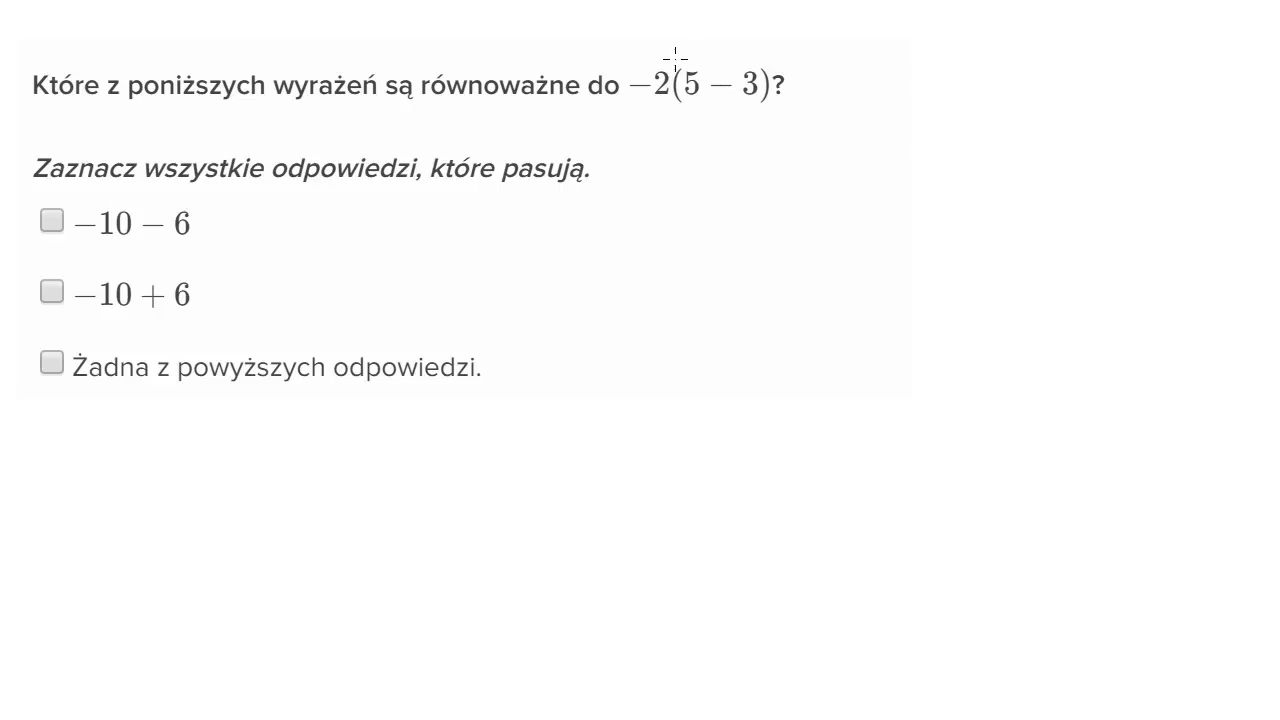 Które z poniższych wyrażeń są równoważne do −2(5 − 3)?
Zaznacz wszystkie odpowiedzi, które pasują.
−10 − 6
−10 + 6
Żadna z powyższych odpowiedzi.